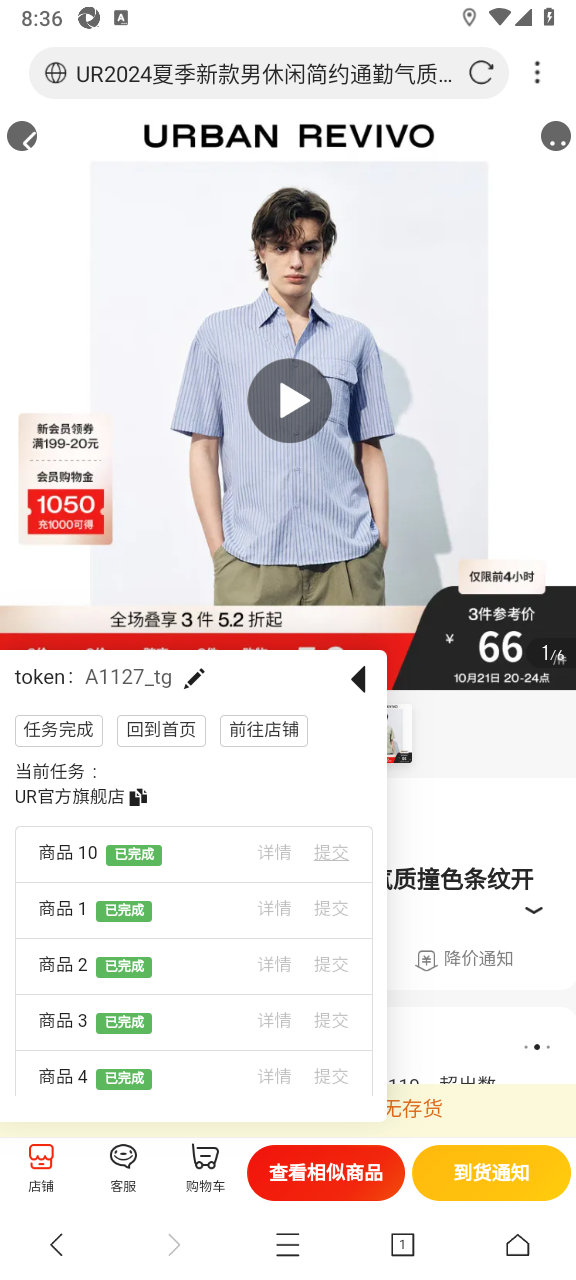 8:36
UR2024夏季新款男休闲简约通勤气质…
URBAN REVIVO
新会员领券
满199-20元
会员购物金
1050
充1000可得
仅限前4小时
全场叠享 3 件 5.2 折起
3件参考价
¥ 66
1/6
10月21日 20-24点
token： A1127_tg
任务完成
回到首页
前往店铺
当前任务 ：
UR官方旗舰店
商品 10 已完成 详情 提交
气质撞色条纹开
商品 1 已完成 详情 提交
商品 2 已完成 详情 提交
降价通知
商品 3 已完成 详情 提交
商品 4 已完成 详情 提交
无存货
店铺
客服
购物车
查看相似商品
到货通知
1